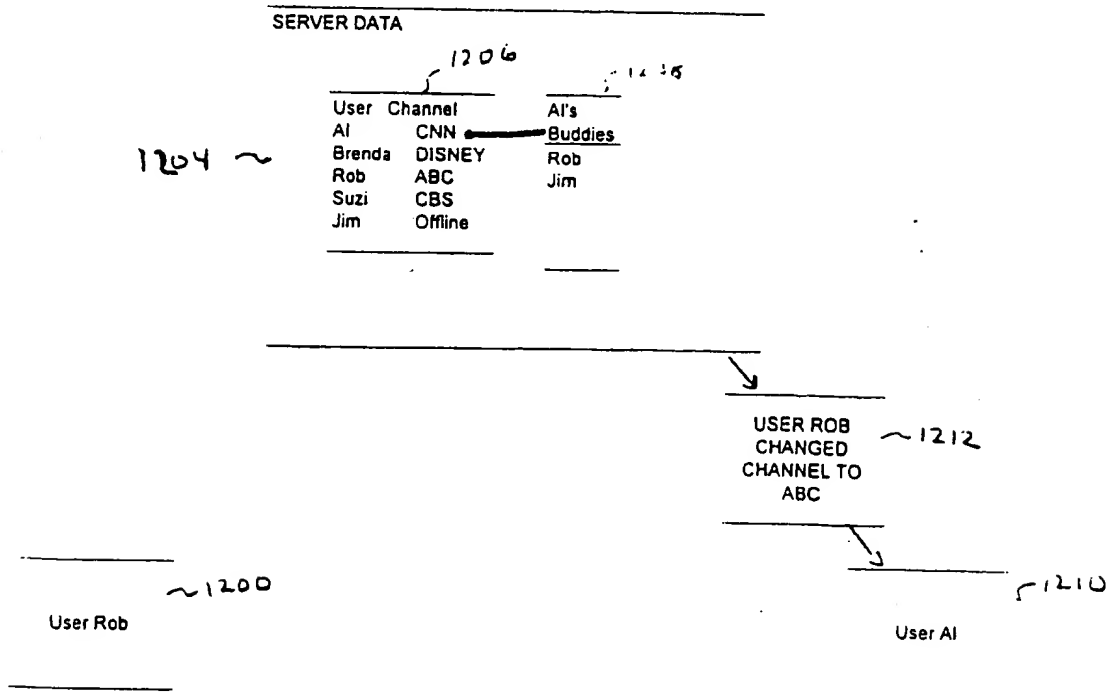 SERVER DATA
1206
User Channel
Al CNN
Brenda DISNEY
Rob ABC
Suzi CBS
Jim Offline
Al's
Buddies
Rob
Jim
1204
USER ROB
CHANGED
CHANNEL TO
ABC
1212
1200
User Rob
1210
User Al